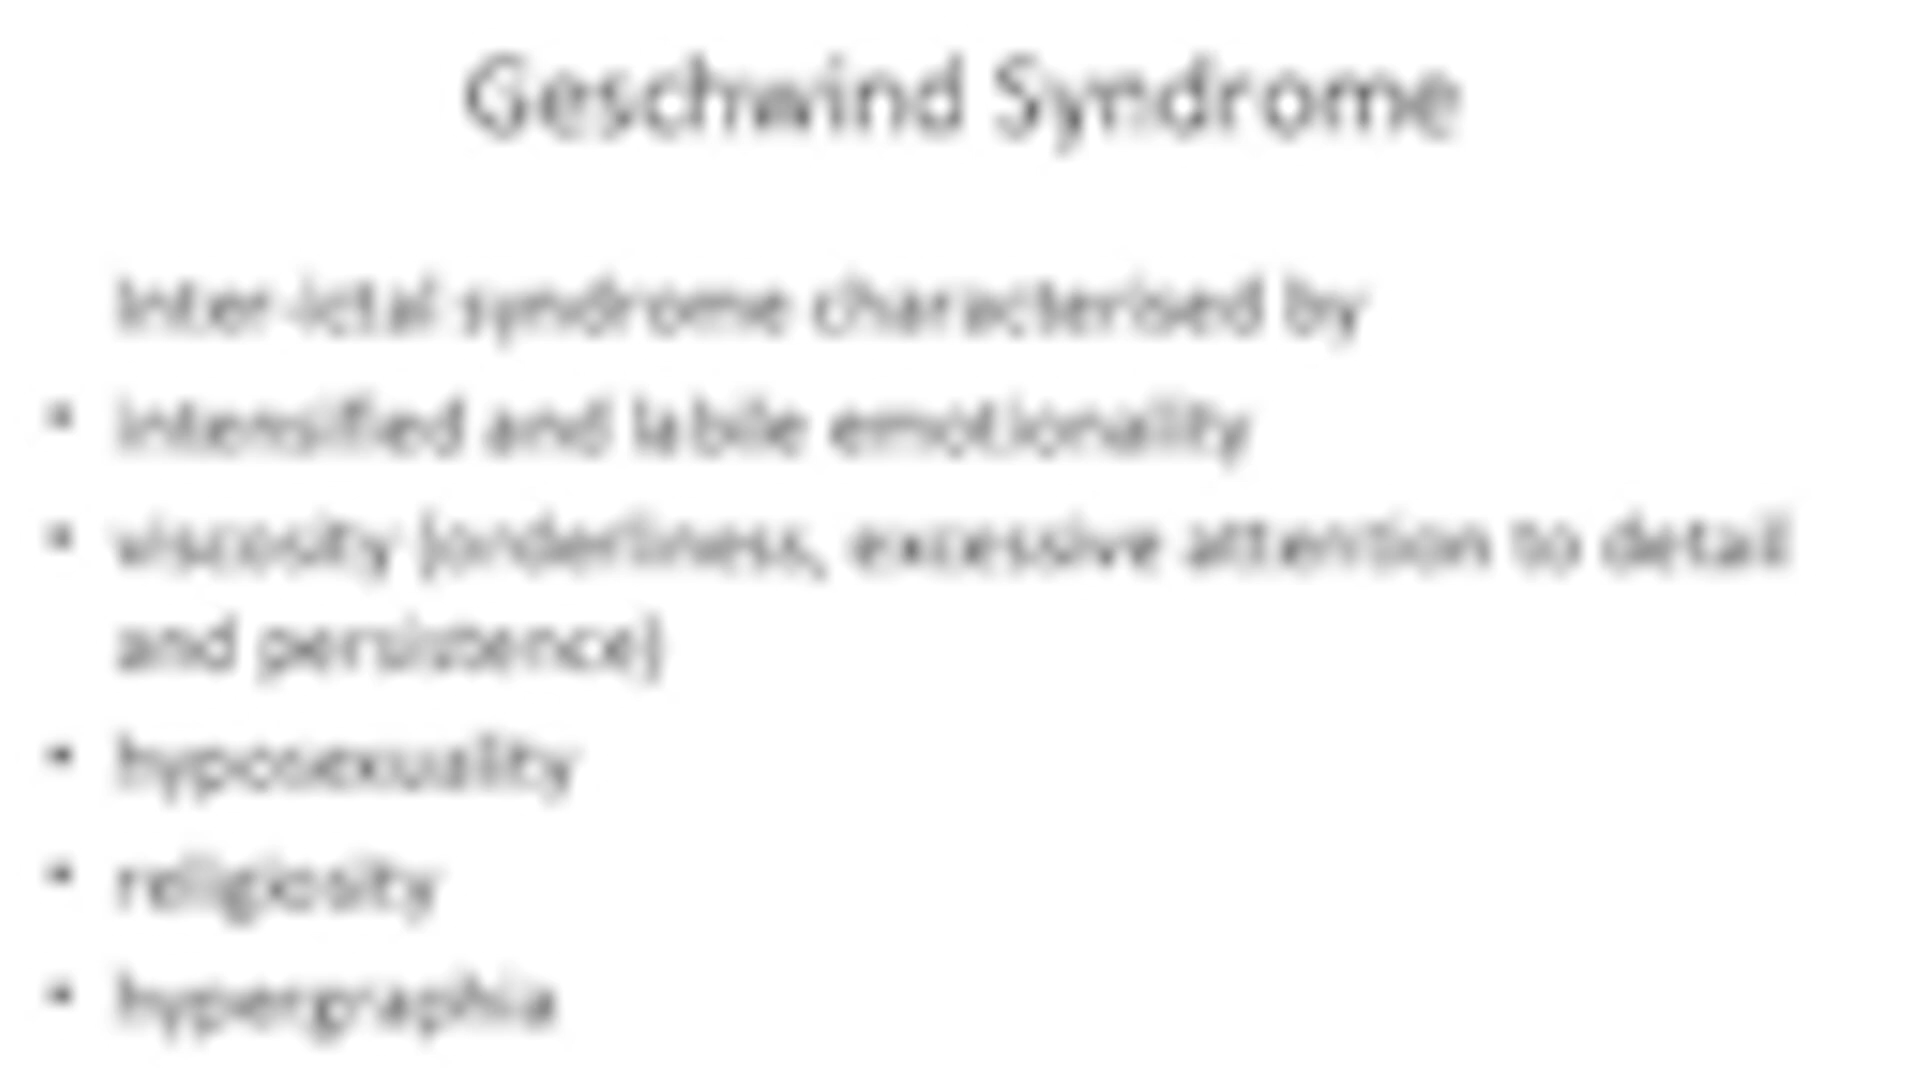 Geschwind Syndrome
Inter-ictal syndrome characterised by
▪ intensified and labile emotionality
▪ viscosity (orderliness, excessive attention to detail
and persistence)
▪ hyposexuality
▪ religiosity
▪ hypergraphia